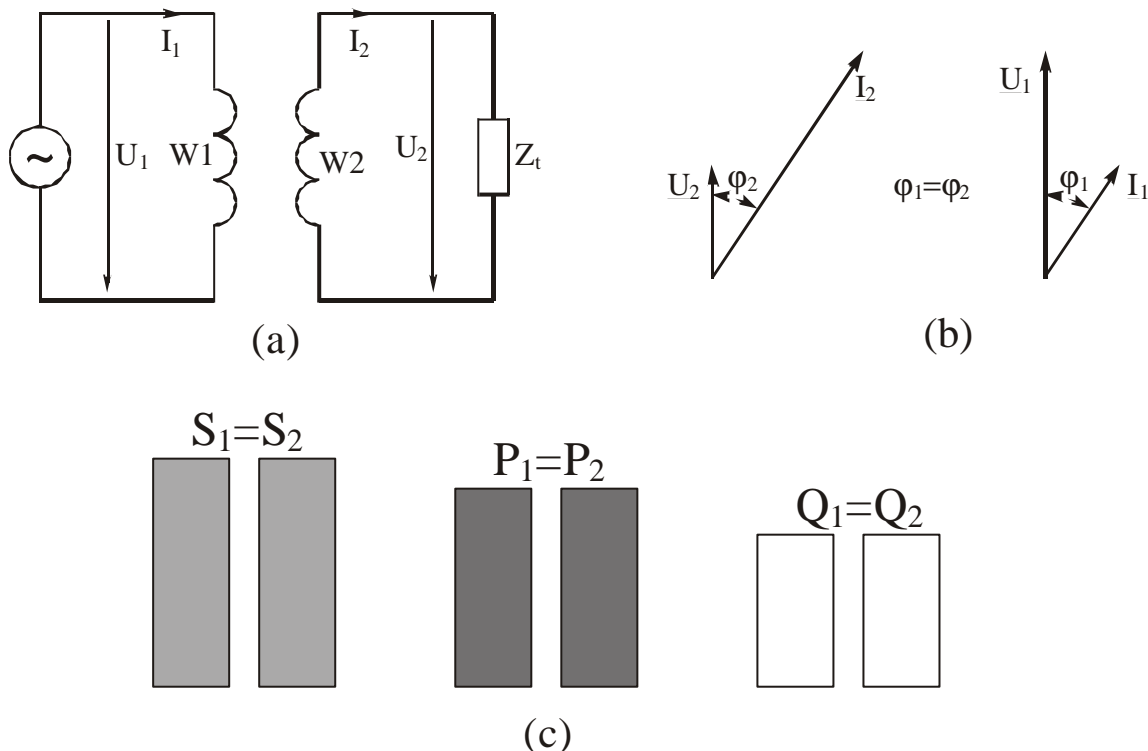 I₁
I₂
U₁
W1
W2
U₂
Zₜ
~
(a)
I₂
U₁
U₂
φ₂
φ₁=φ₂
φ₁
I₁
(b)
S₁=S₂
P₁=P₂
Q₁=Q₂
(c)